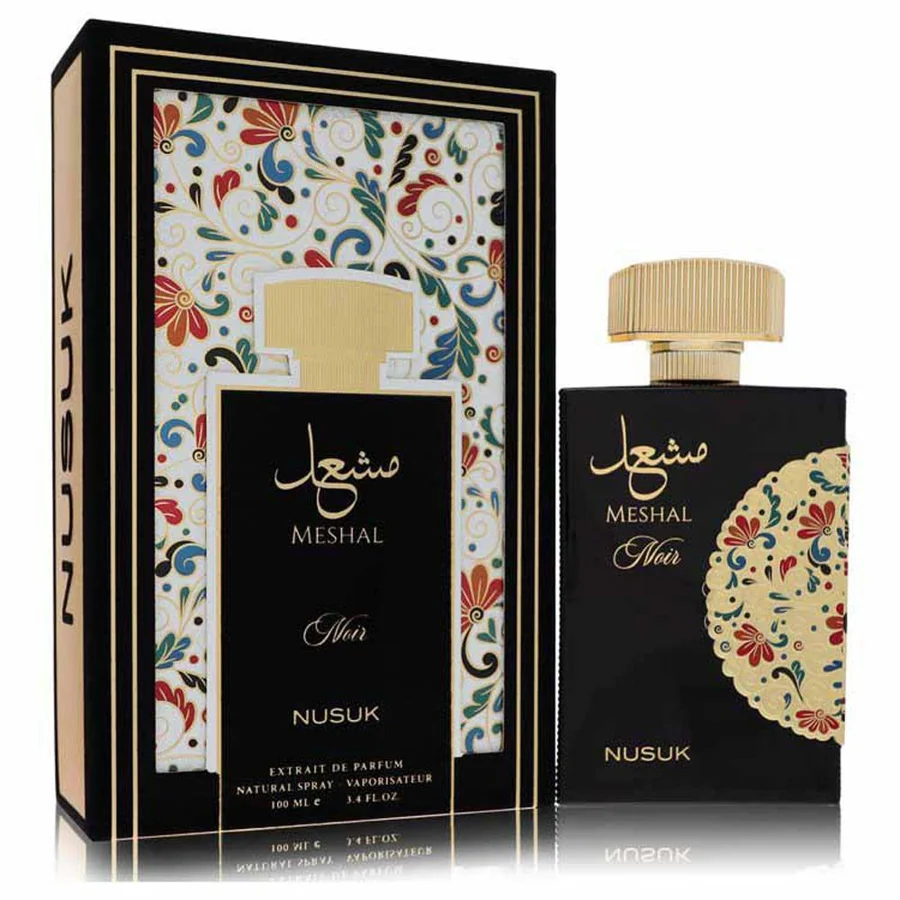 NUSUK
مشعل
MESHAL
Noir
NUSUK
EXTRAIT DE PARFUM
NATURAL SPRAY - VAPORISATEUR
100 ML e 3.4 FL.OZ.
مشعل
MESHAL
Noir
NUSUK